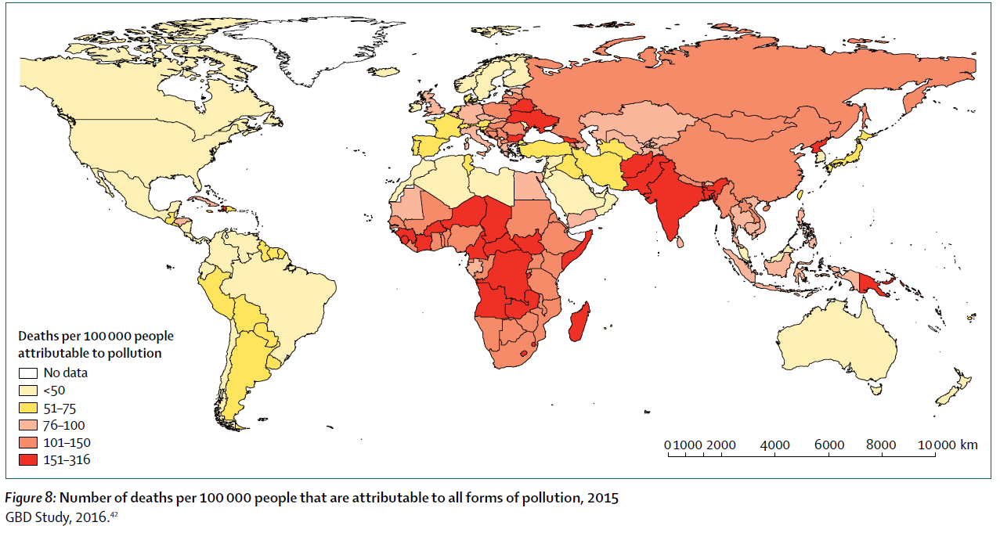 Deaths per 100 000 people
attributable to pollution
No data
<50
51–75
76–100
101–150
151–316
0 1000 2000 4000 6000 8000 10 000 km
Figure 8: Number of deaths per 100 000 people that are attributable to all forms of pollution, 2015
GBD Study, 2016.42